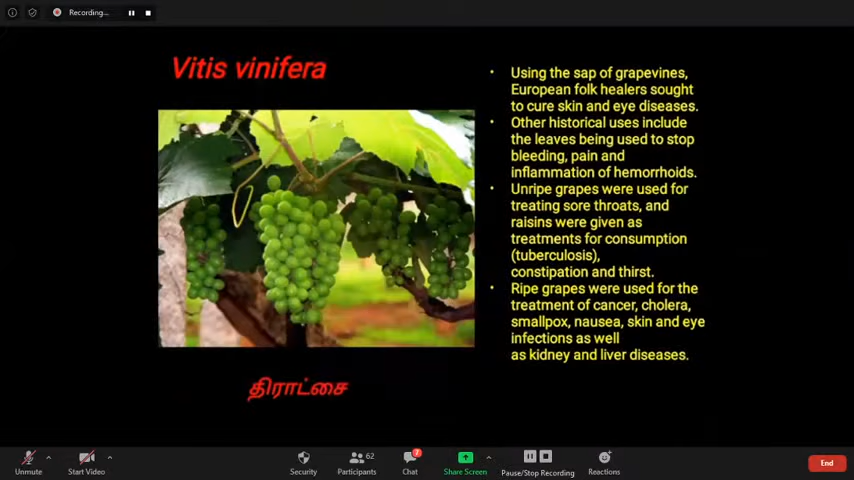 Recording...
Vitis vinifera
• Using the sap of grapevines,
European folk healers sought
to cure skin and eye diseases.
• Other historical uses include
the leaves being used to stop
bleeding, pain and
inflammation of hemorrhoids.
• Unripe grapes were used for
treating sore throats, and
raisins were given as
treatments for consumption
(tuberculosis),
constipation and thirst.
• Ripe grapes were used for the
treatment of cancer, cholera,
smallpox, nausea, skin and eye
infections as well
as kidney and liver diseases.
திராட்சை
Unmute
Start Video
Security
Participants 62
Chat 7
Share Screen
Pause/Stop Recording
Reactions
End